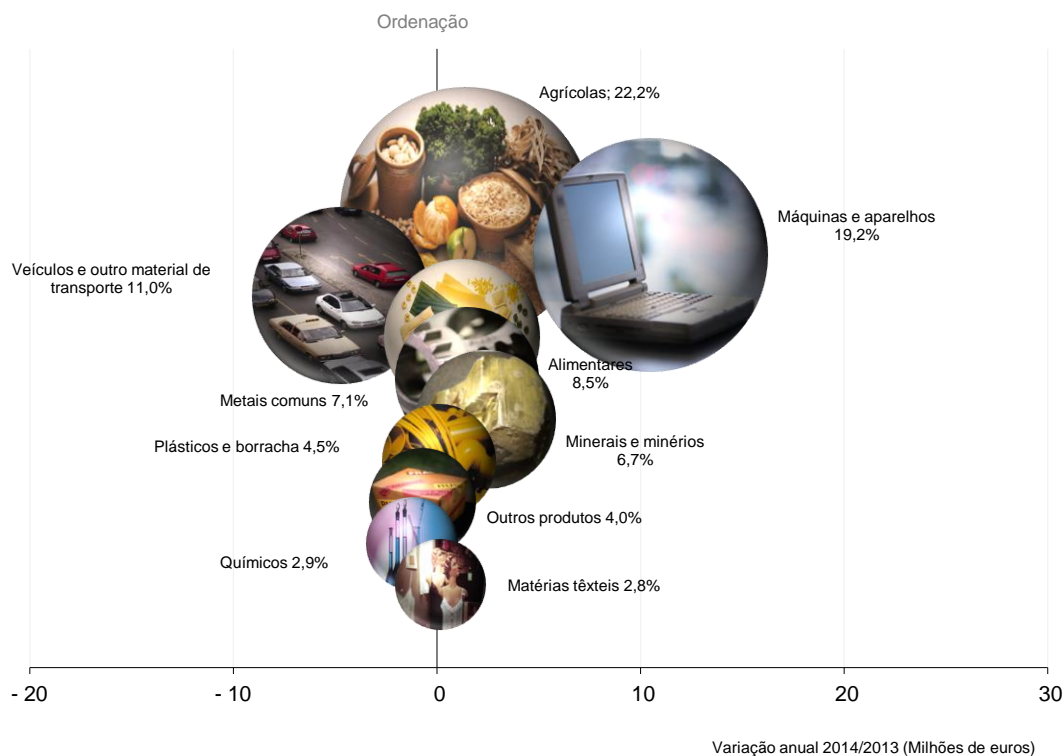 Ordenação
Agrícolas; 22,2%
Máquinas e aparelhos
19,2%
Veículos e outro material de
transporte 11,0%
Alimentares
8,5%
Metais comuns 7,1%
Minerais e minérios
6,7%
Plásticos e borracha 4,5%
Outros produtos 4,0%
Químicos 2,9%
Matérias têxteis 2,8%
- 20
- 10
0
10
20
30
Variação anual 2014/2013 (Milhões de euros)